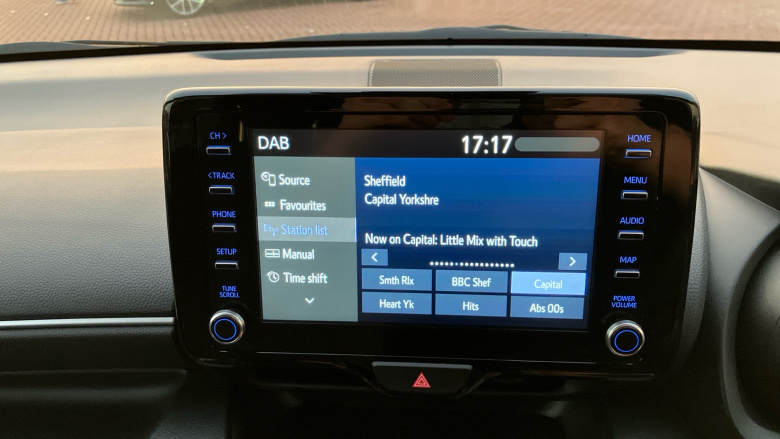 DAB
17:17
CH >
< TRACK
PHONE
SETUP
TUNE
SCROLL
Source
Favourites
Station list
Manual
Time shift
Sheffield
Capital Yorkshire
Now on Capital: Little Mix with Touch
< >
Smth Rlx BBC Shef Capital
Heart Yk Hits Abs 00s
HOME
MENU
AUDIO
MAP
POWER
VOLUME